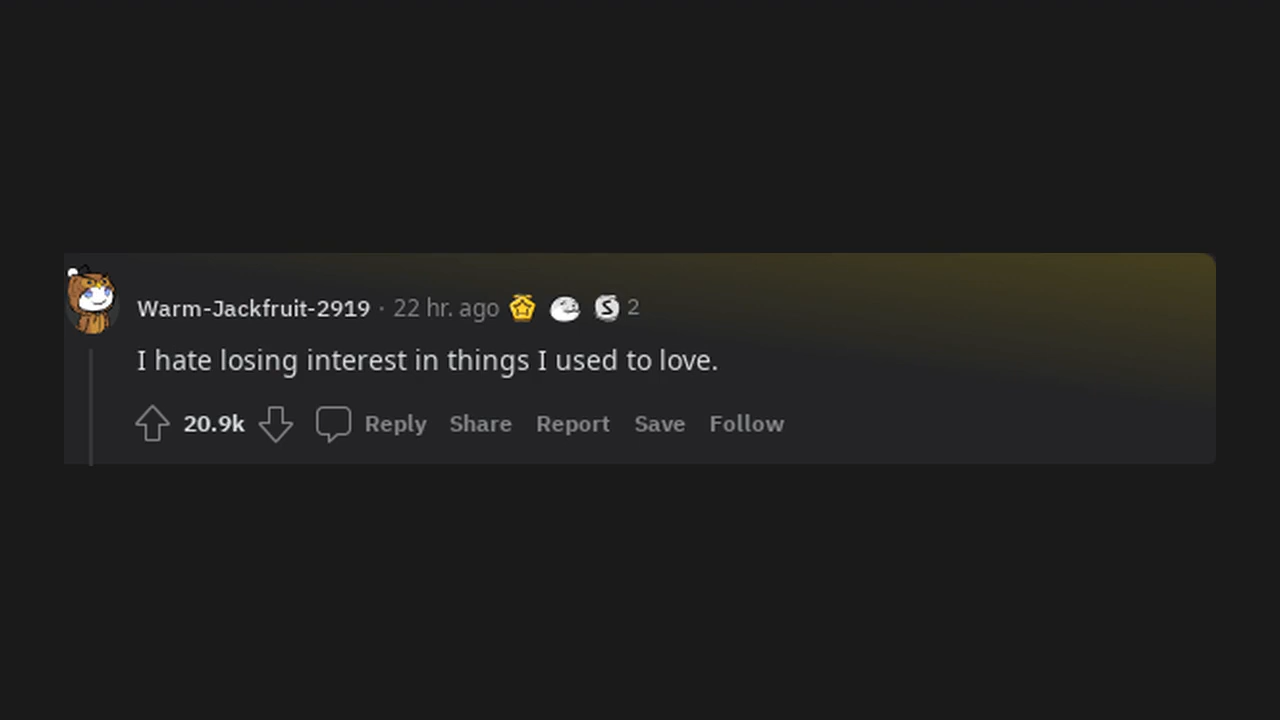 Warm-Jackfruit-2919 · 22 hr. ago S 2
I hate losing interest in things I used to love.
20.9k Reply Share Report Save Follow